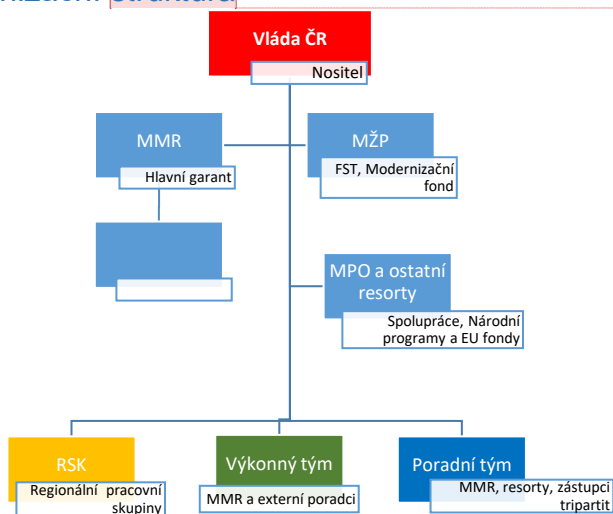 struktura
Vláda ČR
Nositel
MMR
Hlavní garant
MŽP
FST, Modernizační
fond
MPO a ostatní
resorty
Spolupráce, Národní
programy a EU fondy
RSK
Regionální pracovní
skupiny
Výkonný tým
MMR a externí poradci
Poradní tým
MMR, resorty, zástupci
tripartit